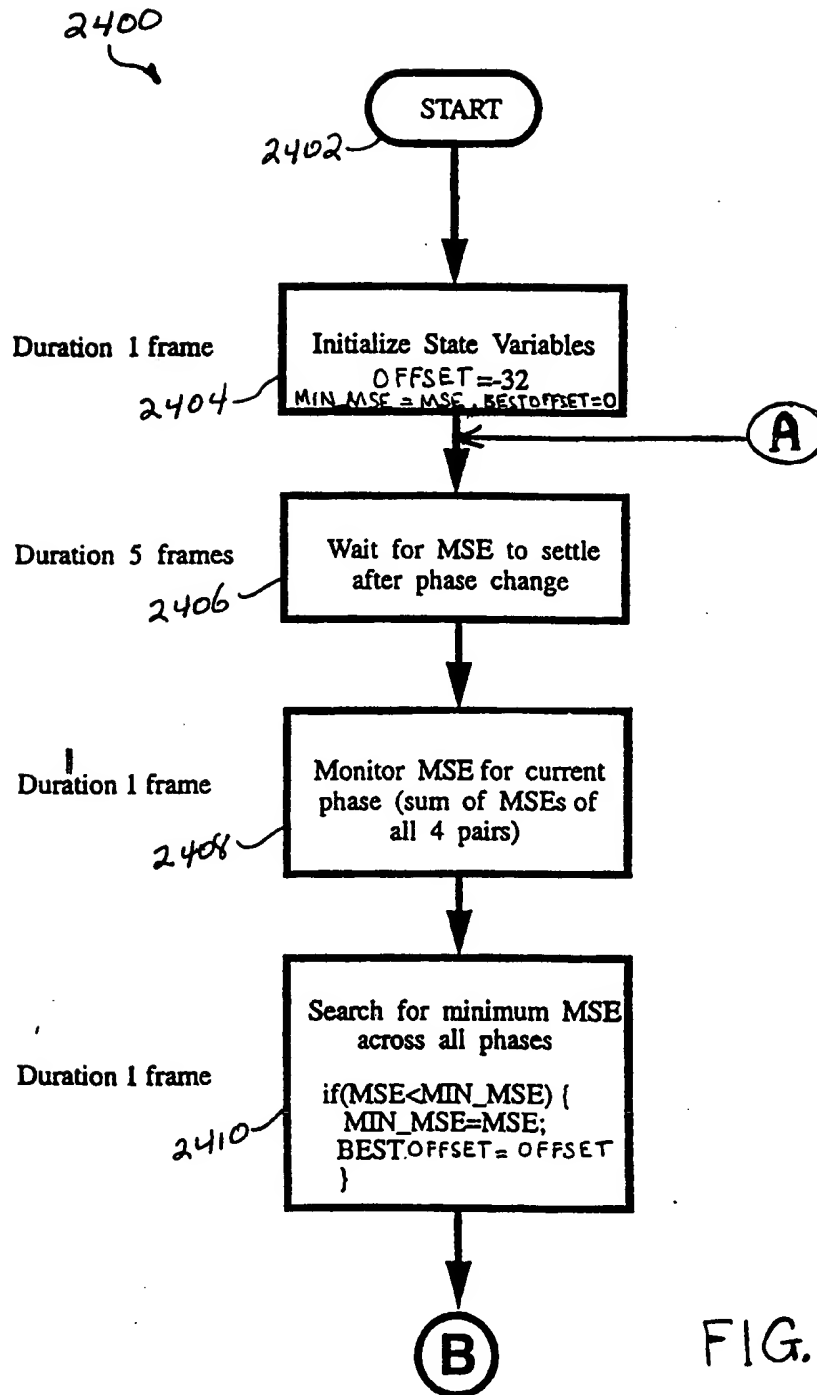 2400
START
2402
Duration 1 frame
Initialize State Variables
OFFSET=-32
MIN_MSE = MSE, BESTOFFSET=0
2404
A
Duration 5 frames
Wait for MSE to settle
after phase change
2406
Duration 1 frame
Monitor MSE for current
phase (sum of MSEs of
all 4 pairs)
2408
Duration 1 frame
Search for minimum MSE
across all phases
if(MSE<MIN_MSE) {
MIN_MSE=MSE;
BEST.OFFSET = OFFSET
}
2410
B
FIG.